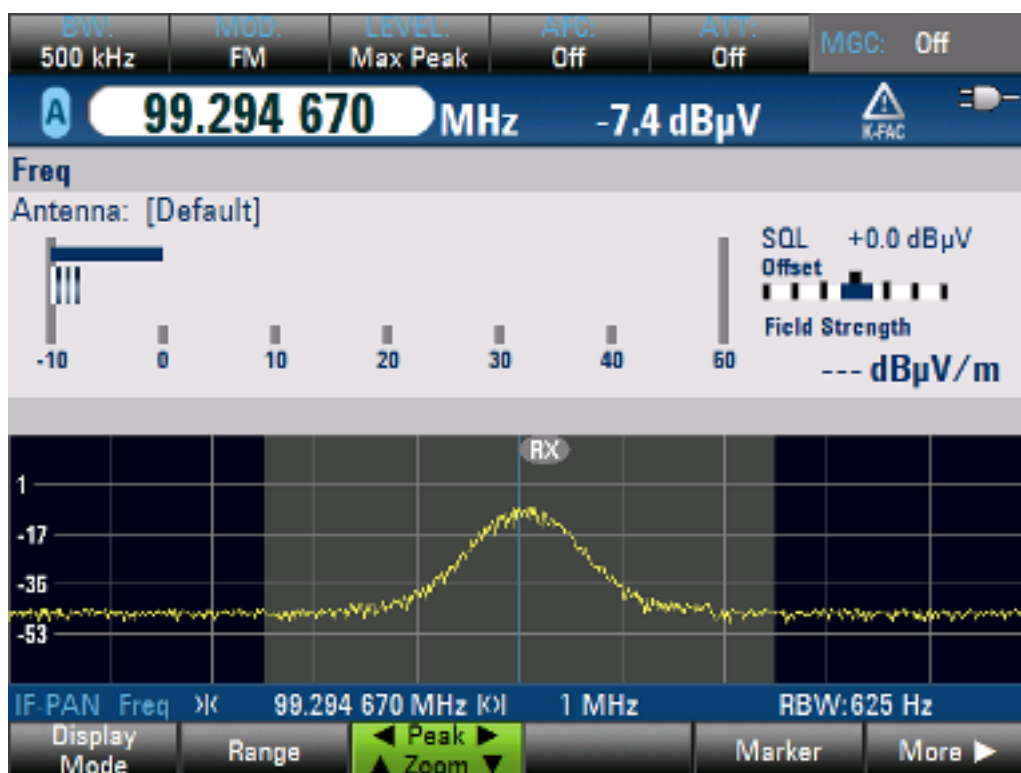 BW: MOD: LEVEL: AFC: ATT: MGC: Off
500 kHz FM Max Peak Off Off
A 99.294 670 MHz -7.4 dBµV K-FAC
Freq
Antenna: [Default]
SQL +0.0 dBµV
Offset
Field Strength
-10 0 10 20 30 40 60
--- dBµV/m
RX
1
-17
-35
-53
IF-PAN Freq 99.294 670 MHz 1 MHz RBW:625 Hz
Display Mode
Range
Peak
Zoom
Marker
More